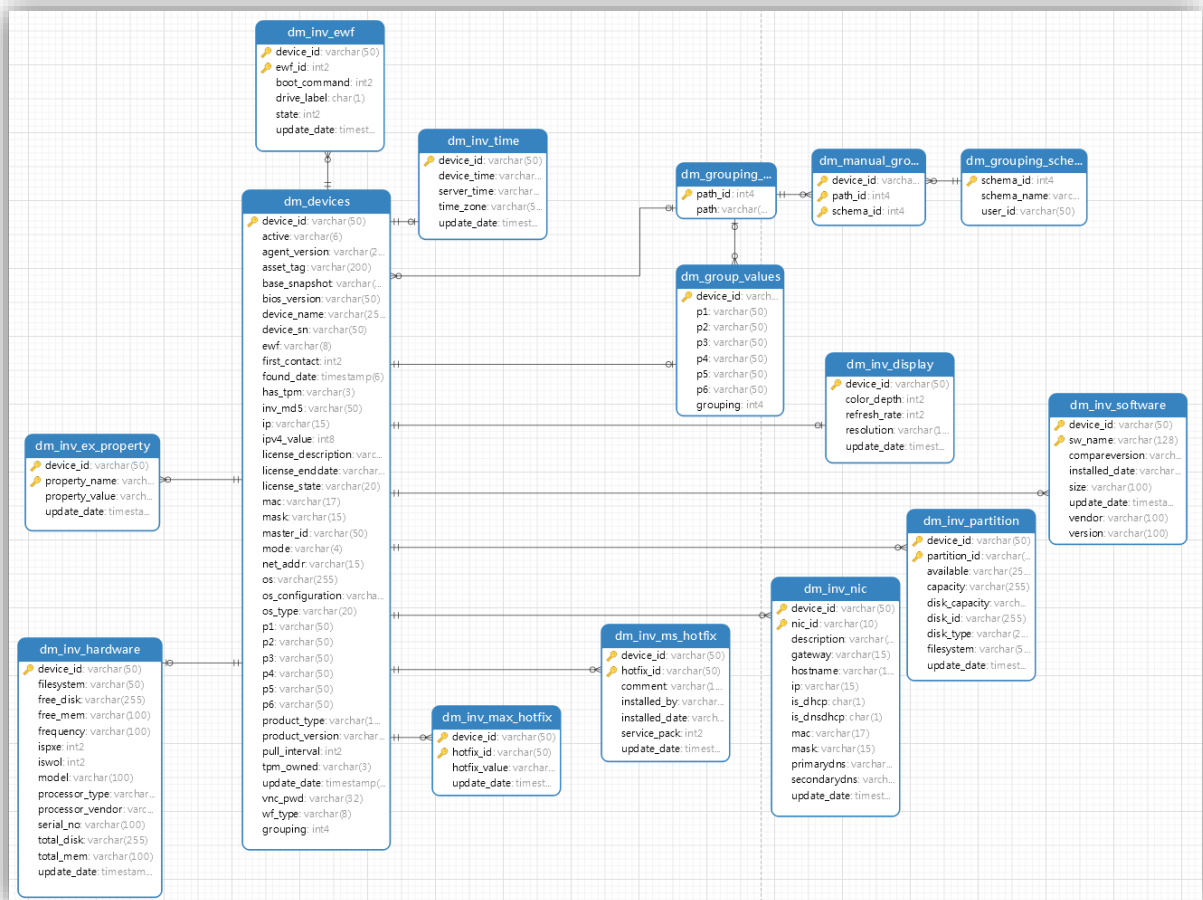 dm_inv_ewf
device_id: varchar(50)
ewf_id: int2
boot_command: int2
drive_label: char(1)
state: int2
update_date: timest...
dm_inv_time
device_id: varchar(50)
device_time: varchar...
server_time: varchar...
time_zone: varchar(5...
update_date: timest...
dm_devices
device_id: varchar(50)
active: varchar(6)
agent_version: varchar(2...
asset_tag: varchar(200)
base_snapshot: varchar(...
bios_version: varchar(50)
device_name: varchar(25...
device_sn: varchar(50)
ewf: varchar(8)
first_contact: int2
found_date: timestamp(6)
has_tpm: varchar(3)
inv_md5: varchar(50)
ip: varchar(15)
ipv4_value: int8
license_description: varc...
license_enddate: varchar...
license_state: varchar(20)
mac: varchar(17)
mask: varchar(15)
master_id: varchar(50)
mode: varchar(4)
net_addr: varchar(15)
os: varchar(255)
os_configuration: varcha...
os_type: varchar(20)
p1: varchar(50)
p2: varchar(50)
p3: varchar(50)
p4: varchar(50)
p5: varchar(50)
p6: varchar(50)
product_type: varchar(1...
product_version: varchar...
pull_interval: int2
tpm_owned: varchar(3)
update_date: timestamp(...
vnc_pwd: varchar(32)
wf_type: varchar(8)
grouping: int4
dm_grouping_...
path_id: int4
path: varchar(...
dm_manual_gro...
device_id: varcha...
path_id: int4
schema_id: int4
dm_grouping_sche...
schema_id: int4
schema_name: varc...
user_id: varchar(50)
dm_group_values
device_id: varch...
p1: varchar(50)
p2: varchar(50)
p3: varchar(50)
p4: varchar(50)
p5: varchar(50)
p6: varchar(50)
grouping: int4
dm_inv_display
device_id: varchar(50)
color_depth: int2
refresh_rate: int2
resolution: varchar(1...
update_date: timest...
dm_inv_software
device_id: varchar(50)
sw_name: varchar(128)
compareversion: varch...
installed_date: varchar...
size: varchar(100)
update_date: timesta...
vendor: varchar(100)
version: varchar(100)
dm_inv_ex_property
device_id: varchar(50)
property_name: varch...
property_value: varch...
update_date: timesta...
dm_inv_partition
device_id: varchar(50)
partition_id: varchar(...
available: varchar(25...
capacity: varchar(255)
disk_capacity: varch...
disk_id: varchar(255)
disk_type: varchar(2...
filesystem: varchar(5...
update_date: timest...
dm_inv_nic
device_id: varchar(50)
nic_id: varchar(10)
description: varchar(...
gateway: varchar(15)
hostname: varchar(1...
ip: varchar(15)
is_dhcp: char(1)
is_dnsdhcp: char(1)
mac: varchar(17)
mask: varchar(15)
primarydns: varchar...
secondarydns: varch...
update_date: timest...
dm_inv_ms_hotfix
device_id: varchar(50)
hotfix_id: varchar(50)
comment: varchar(1...
installed_by: varchar...
installed_date: varch...
service_pack: int2
update_date: timest...
dm_inv_hardware
device_id: varchar(50)
filesystem: varchar(50)
free_disk: varchar(255)
free_mem: varchar(100)
frequency: varchar(100)
ispxe: int2
iswol: int2
model: varchar(100)
processor_type: varchar...
processor_vendor: varc...
serial_no: varchar(100)
total_disk: varchar(255)
total_mem: varchar(100)
update_date: timestam...
dm_inv_max_hotfix
device_id: varchar(50)
hotfix_id: varchar(50)
hotfix_value: varchar...
update_date: timest...